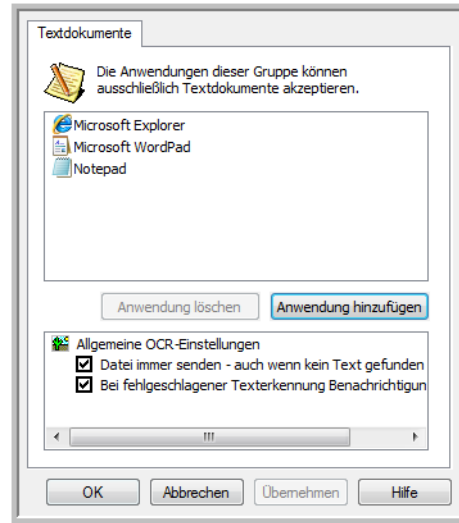 Textdokumente
Die Anwendungen dieser Gruppe können
ausschließlich Textdokumente akzeptieren.
Microsoft Explorer
Microsoft WordPad
Notepad
Anwendung löschen Anwendung hinzufügen
Allgemeine OCR-Einstellungen
Datei immer senden - auch wenn kein Text gefunden
Bei fehlgeschlagener Texterkennung Benachrichtigun
OK Abbrechen Übernehmen Hilfe